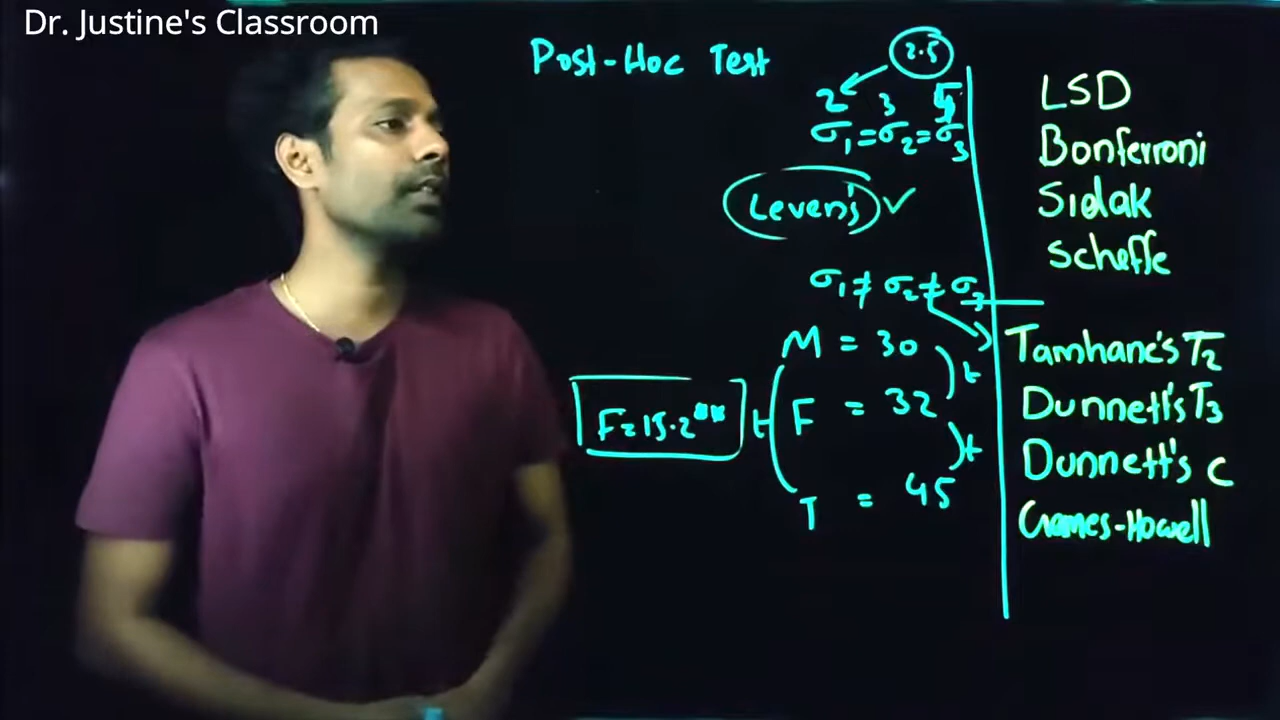 Dr. Justine's Classroom
Post-Hoc Test
2.5
2 3 5
σ1=σ2=σ3
Leven's ✓
σ1≠σ2≠σ3
M = 30
F = 32
T = 45
t
t
t
F=15.2**
LSD
Bonferroni
Sidak
Scheffe
Tamhane's T2
Dunnett's T3
Dunnett's C
Games-Howell